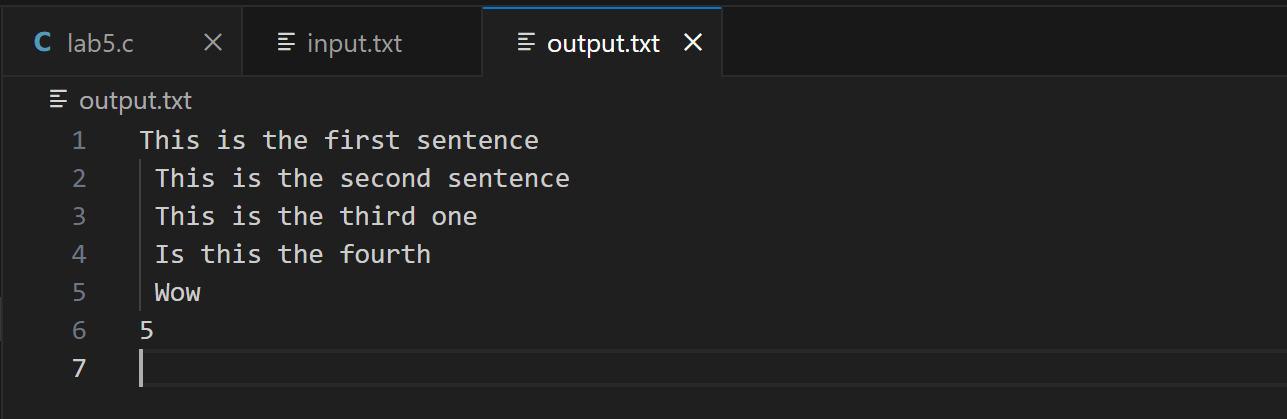 C lab5.c × input.txt output.txt ×
output.txt
1 This is the first sentence
2 This is the second sentence
3 This is the third one
4 Is this the fourth
5 Wow
6 5
7